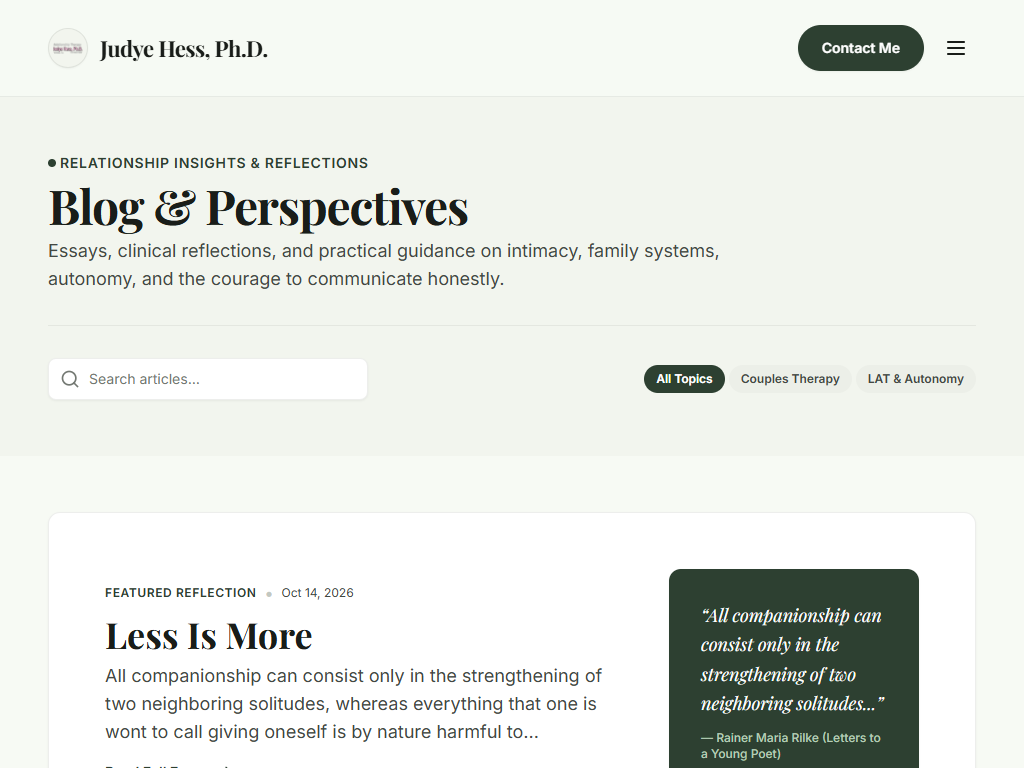 Judye Hess, Ph.D.
Contact Me
RELATIONSHIP INSIGHTS & REFLECTIONS
Blog & Perspectives
Essays, clinical reflections, and practical guidance on intimacy, family systems,
autonomy, and the courage to communicate honestly.
Search articles...
All Topics
Couples Therapy
LAT & Autonomy
FEATURED REFLECTION
Oct 14, 2026
Less Is More
All companionship can consist only in the strengthening of
two neighboring solitudes, whereas everything that one is
wont to call giving oneself is by nature harmful to...
“All companionship can
consist only in the
strengthening of two
neighboring solitudes...”
— Rainer Maria Rilke (Letters to
a Young Poet)